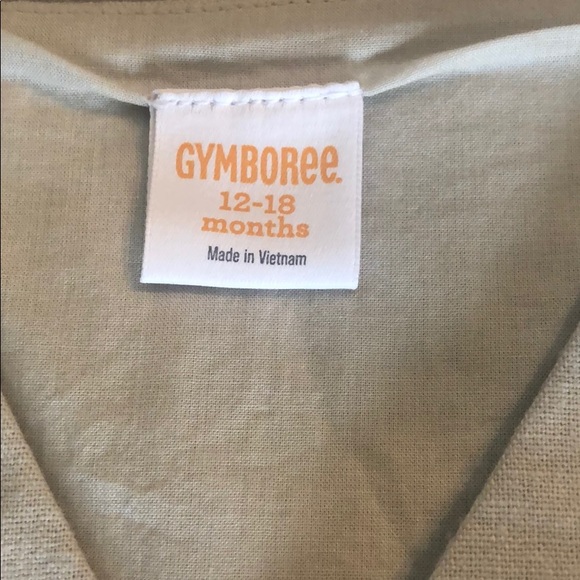 GYMBORee.
12-18
months
Made in Vietnam